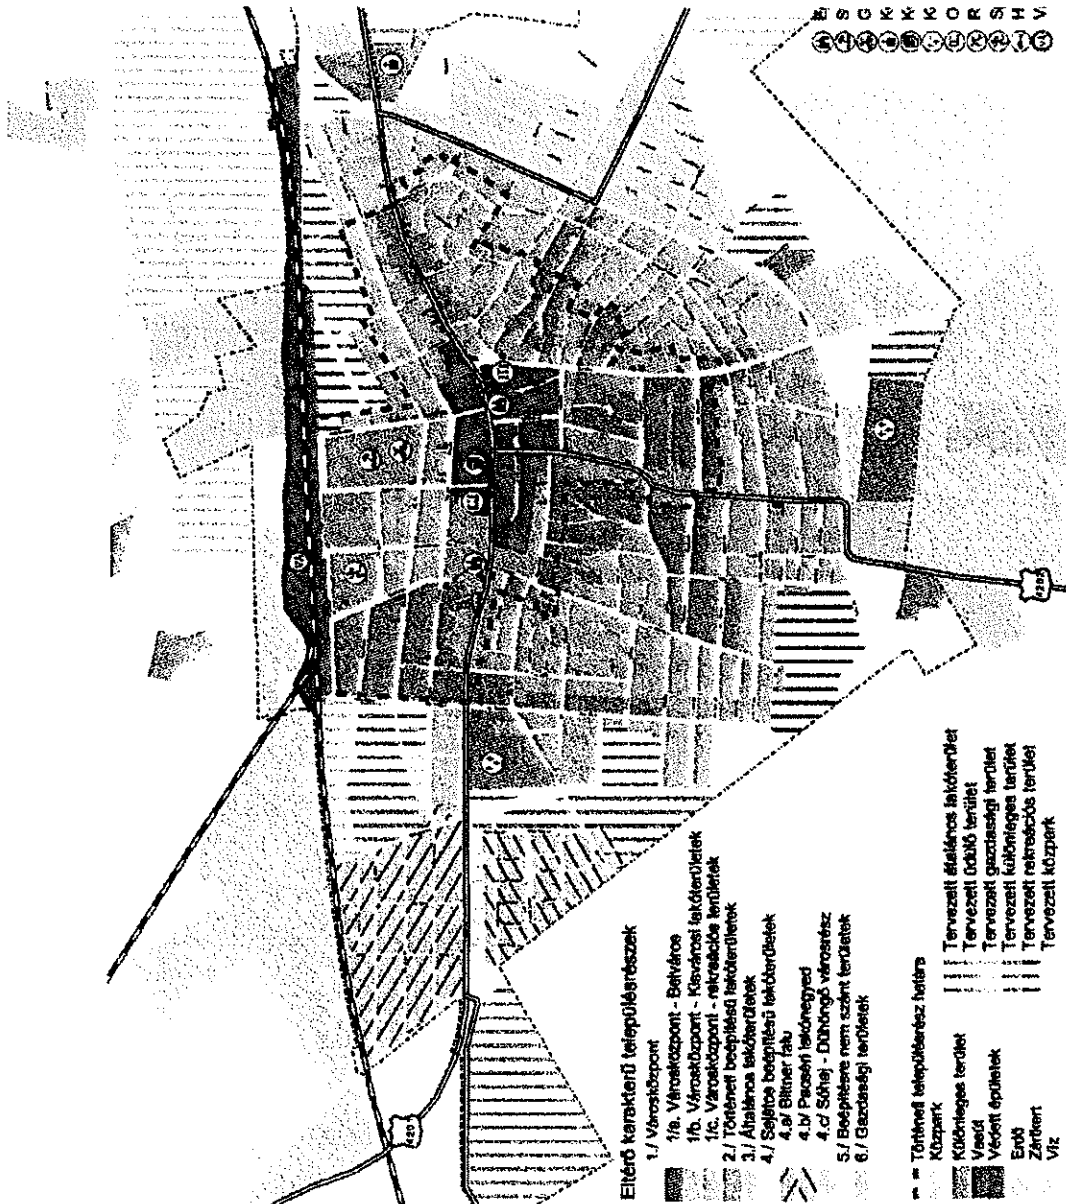 Eltérő karakterű településrészek
1./ Városközpont
1/a. Városközpont - Belváros
1/b. Városközpont - Kisvárosi lakóterületek
1/c. Városközpont - rekreációs területek
2./ Történeti beépítésű lakóterületek
3./ Általános lakóterületek
4./ Sajátos beépítésű lakóterületek
4.a/ Bittner falu
4.b/ Pacséri lakónegyed
4.c/ Sóhaj - Dühöngő városrész
5./ Beépítésre nem szánt területek
6./ Gazdasági területek
Történeti településrész határa
Közpark
Különleges terület
Vasút
Védett épületek
Erdő
Zártkert
Víz
Tervezett általános lakóterület
Tervezett üdülő terület
Tervezett gazdasági terület
Tervezett különleges terület
Tervezett rekreációs terület
Tervezett közpark
S
G
K
K
K
O
R
S
H
V